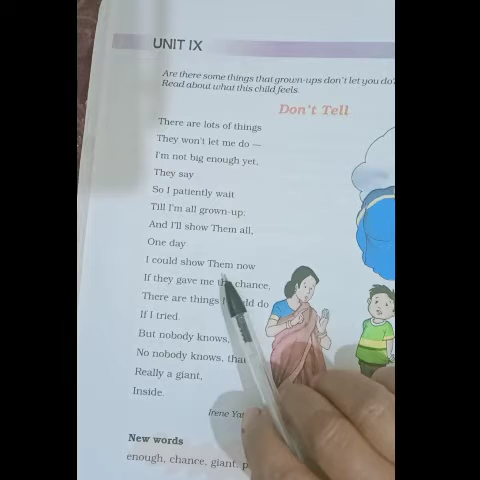 UNIT IX
Are there some things that grown-ups don't let you do?
Read about what this child feels.
Don't Tell
There are lots of things
They won't let me do —
I'm not big enough yet,
They say
So I patiently wait
Till I'm all grown-up;
And I'll show Them all,
One day
I could show Them now
If they gave me the chance,
There are things I could do
If I tried.
But nobody knows,
No nobody knows, that
Really a giant,
Inside.
Irene
New words
enough, chance, giant,